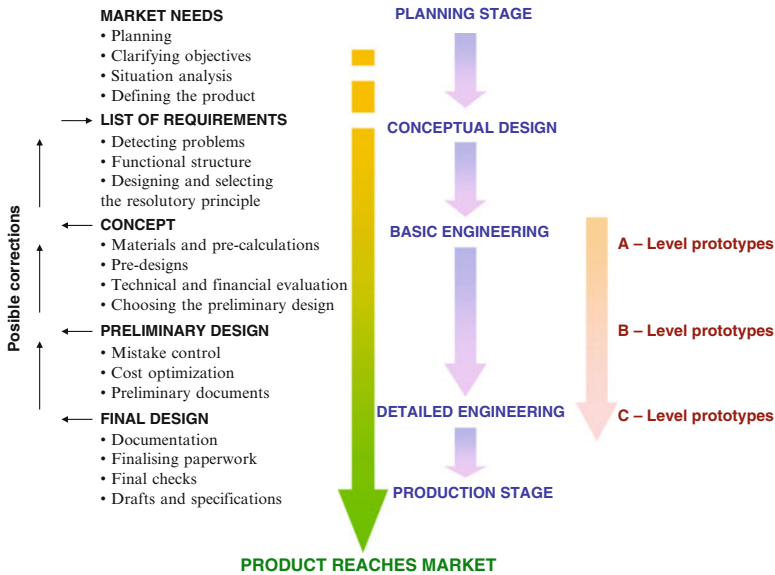 MARKET NEEDS
• Planning
• Clarifying objectives
• Situation analysis
• Defining the product
LIST OF REQUIREMENTS
• Detecting problems
• Functional structure
• Designing and selecting
the resolutory principle
CONCEPT
• Materials and pre-calculations
• Pre-designs
• Technical and financial evaluation
• Choosing the preliminary design
PRELIMINARY DESIGN
• Mistake control
• Cost optimization
• Preliminary documents
FINAL DESIGN
• Documentation
• Finalising paperwork
• Final checks
• Drafts and specifications
Posible corrections
PLANNING STAGE
CONCEPTUAL DESIGN
BASIC ENGINEERING
DETAILED ENGINEERING
PRODUCTION STAGE
A – Level prototypes
B – Level prototypes
C – Level prototypes
PRODUCT REACHES MARKET